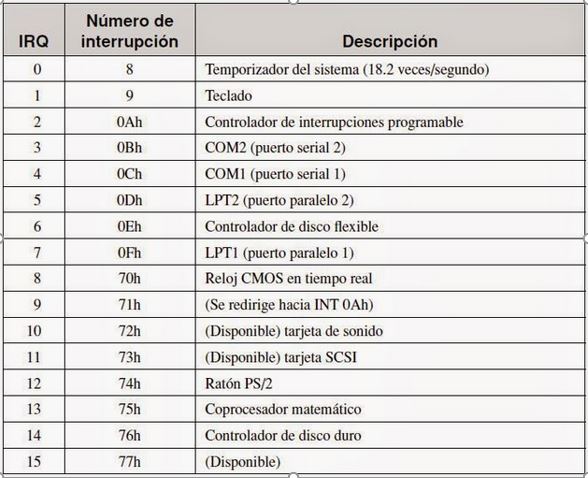 IRQ Número de interrupción Descripción
0 8 Temporizador del sistema (18.2 veces/segundo)
1 9 Teclado
2 0Ah Controlador de interrupciones programable
3 0Bh COM2 (puerto serial 2)
4 0Ch COM1 (puerto serial 1)
5 0Dh LPT2 (puerto paralelo 2)
6 0Eh Controlador de disco flexible
7 0Fh LPT1 (puerto paralelo 1)
8 70h Reloj CMOS en tiempo real
9 71h (Se redirige hacia INT 0Ah)
10 72h (Disponible) tarjeta de sonido
11 73h (Disponible) tarjeta SCSI
12 74h Ratón PS/2
13 75h Coprocesador matemático
14 76h Controlador de disco duro
15 77h (Disponible)